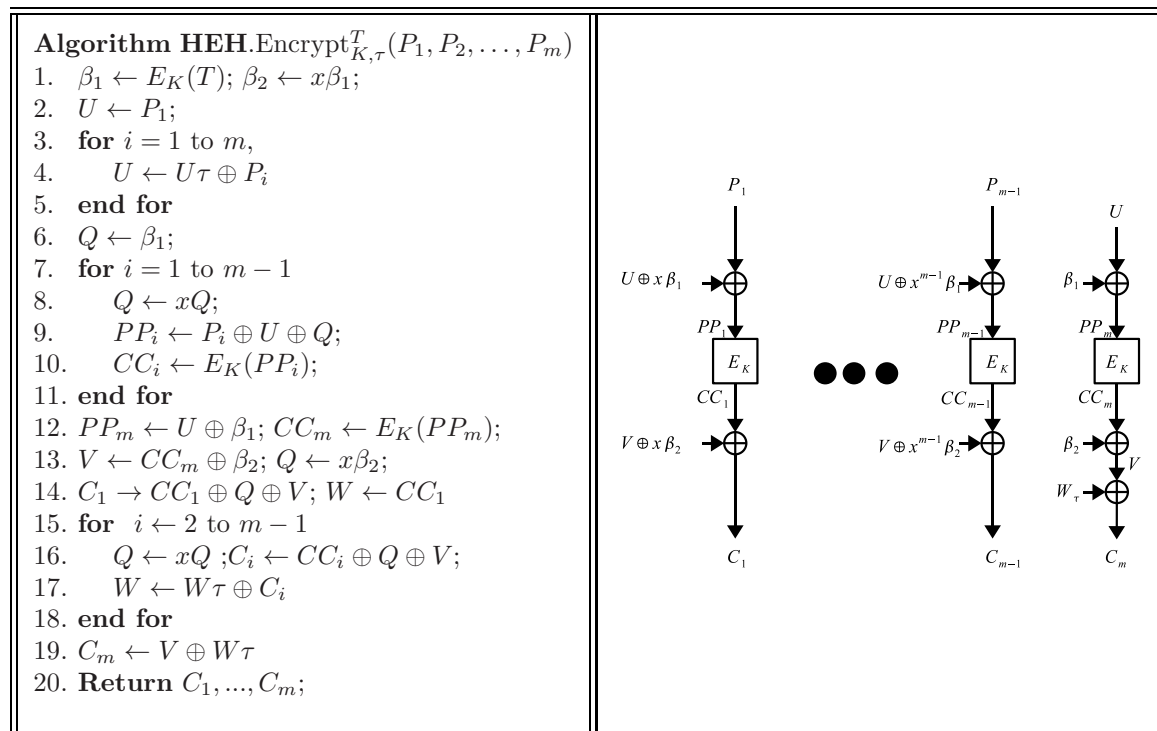 Algorithm HEH.Encrypt^T_{K,τ}(P_1, P_2, …, P_m)
1. β_1 ← E_K(T); β_2 ← xβ_1;
2. U ← P_1;
3. for i = 1 to m,
4. U ← Uτ ⊕ P_i
5. end for
6. Q ← β_1;
7. for i = 1 to m − 1
8. Q ← xQ;
9. PP_i ← P_i ⊕ U ⊕ Q;
10. CC_i ← E_K(PP_i);
11. end for
12. PP_m ← U ⊕ β_1; CC_m ← E_K(PP_m);
13. V ← CC_m ⊕ β_2; Q ← xβ_2;
14. C_1 → CC_1 ⊕ Q ⊕ V; W ← CC_1
15. for i ← 2 to m − 1
16. Q ← xQ ;C_i ← CC_i ⊕ Q ⊕ V;
17. W ← Wτ ⊕ C_i
18. end for
19. C_m ← V ⊕ Wτ
20. Return C_1, ..., C_m;
P_1 P_{m−1} U
U ⊕ x β_1 U ⊕ x^{m−1} β_1 β_1
PP_1 PP_{m−1} PP_m
E_K E_K E_K
CC_1 CC_{m−1} CC_m
V ⊕ x β_2 V ⊕ x^{m−1} β_2 β_2
V
W_τ
C_1 C_{m−1} C_m